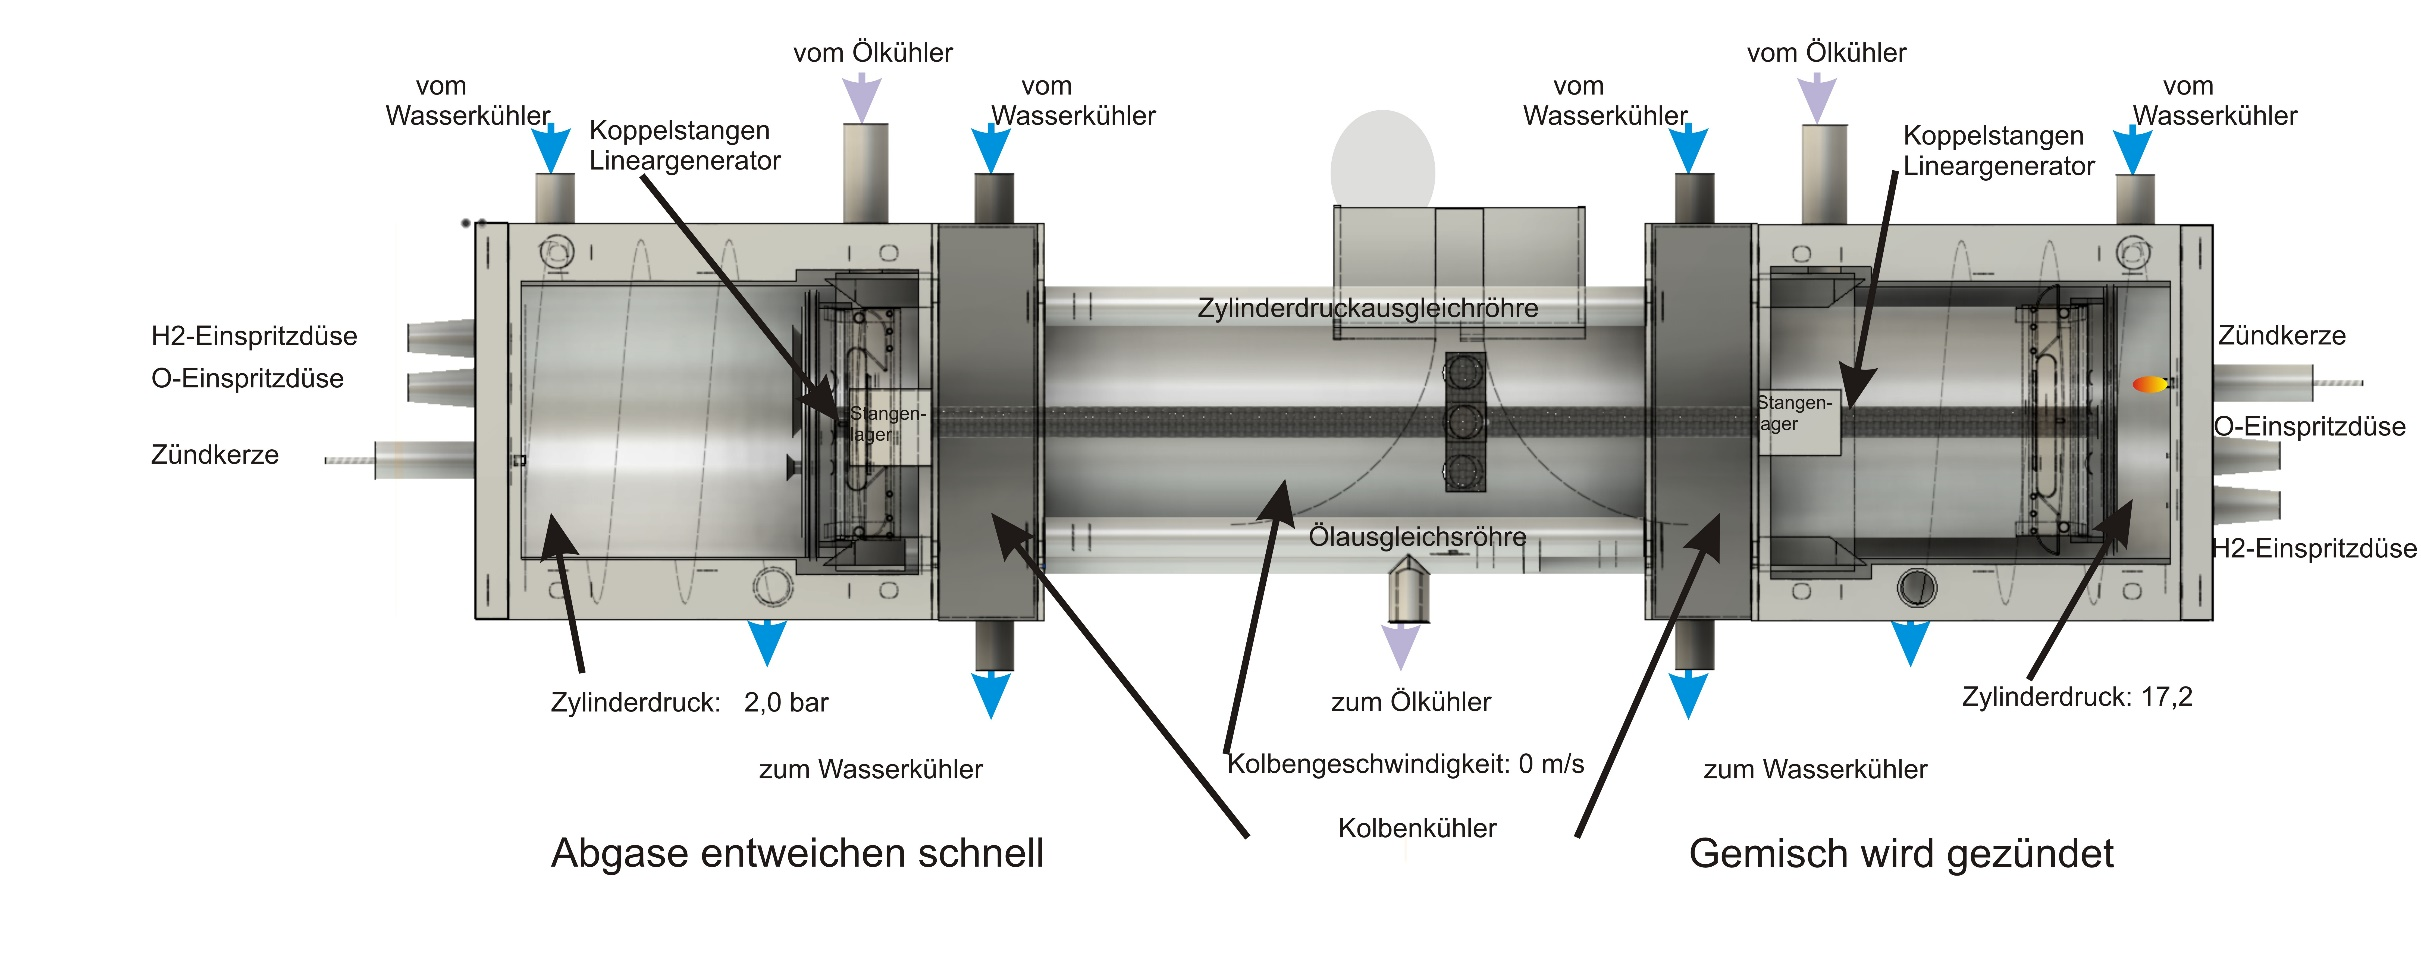 vom Ölkühler
vom Ölkühler
vom
Wasserkühler
vom
Wasserkühler
vom
Wasserkühler
vom
Wasserkühler
Koppelstangen
Lineargenerator
Koppelstangen
Lineargenerator
Zylinderdruckausgleichröhre
H2-Einspritzdüse
O-Einspritzdüse
Zündkerze
Stangen-
lager
Stangen-
ager
Zündkerze
O-Einspritzdüse
H2-Einspritzdüse
Ölausgleichsröhre
Zylinderdruck: 2,0 bar
zum Ölkühler
Zylinderdruck: 17,2
zum Wasserkühler
Kolbengeschwindigkeit: 0 m/s
zum Wasserkühler
Kolbenkühler
Abgase entweichen schnell
Gemisch wird gezündet